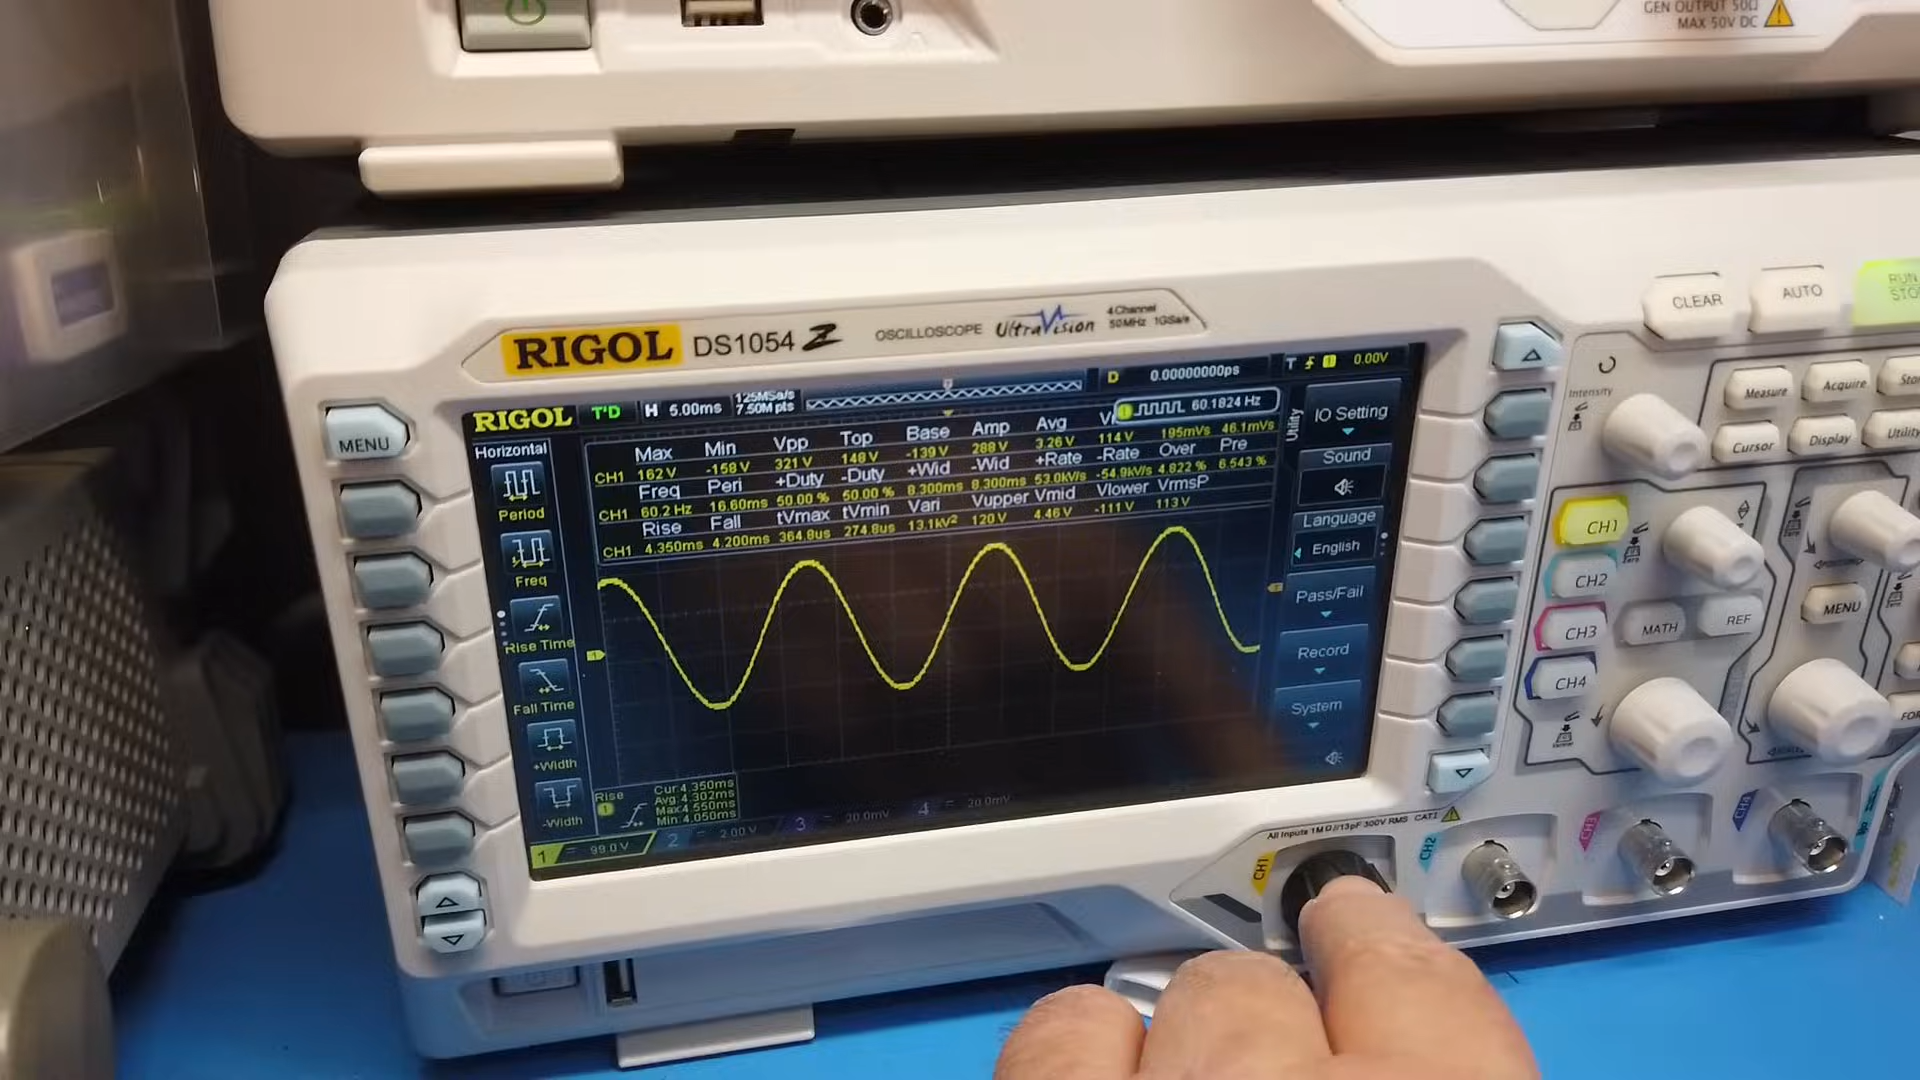 GEN OUTPUT 50Ω
MAX 50V DC
RIGOL DS1054 Z OSCILLOSCOPE UltraVision 4 Channel
50MHz 1GSa/s
CLEAR AUTO RUN
Intensity Measure Acquire
Cursor Display Utility
MENU
RIGOL T'D H 5.00ms 125MSa/s
7.50M pts
D 0.00000000ps T 1 0.00V
1 60.1824 Hz
Horizontal
Period
Freq
Rise Time
Fall Time
+Width
-Width
Max Min Vpp Top Base Amp Avg
CH1 162 V -158 V 321 V 148 V -139 V 288 V 3.26 V 114 V 195mVs 46.1mVs
Freq Peri +Duty -Duty +Wid -Wid +Rate -Rate Over Pre
CH1 60.2 Hz 16.60ms 50.00 % 50.00 % 8.300ms 8.300ms 53.0kV/s -54.9kV/s 4.822 % 6.543 %
Rise Fall tVmax tVmin Vari Vupper Vmid Vlower VrmsP
CH1 4.350ms 4.200ms 364.8us 274.8us 13.1kV² 120 V 4.46 V -111 V 113 V
1
Rise
1
Cur:4.350ms
Avg:4.302ms
Max:4.550ms
Min:4.050ms
1 = 99.0 V 2 = 2.00 V 3 = 20.0mV 4 = 20.0mV
Utility
IO Setting
Sound
Language
English
Pass/Fail
Record
System
CH1
CH2
CH3
CH4
MATH REF
MENU
All Inputs 1MΩ//13pF 300V RMS CATI
CH1 CH2 CH3 CH4